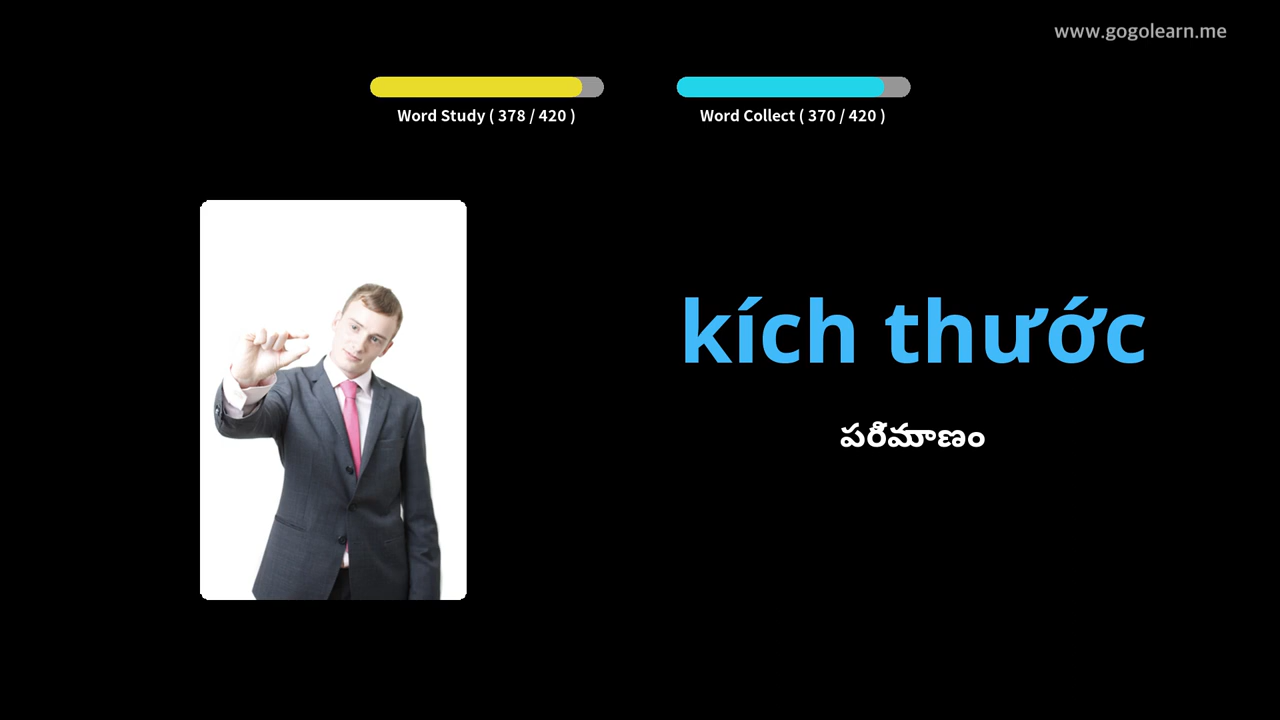 www.gogolearn.me
Word Study ( 378 / 420 )
Word Collect ( 370 / 420 )
kích thước
పరిమాణం